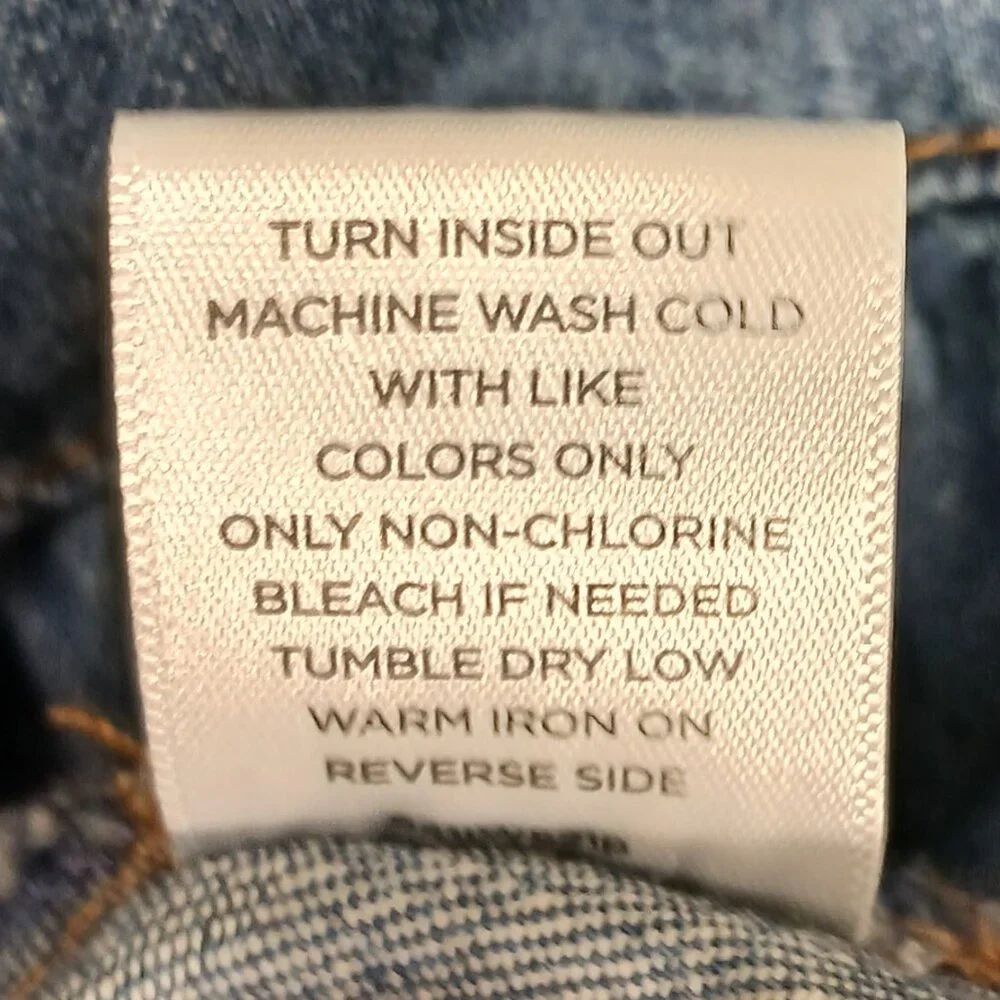 TURN INSIDE OUT
MACHINE WASH COLD
WITH LIKE
COLORS ONLY
ONLY NON-CHLORINE
BLEACH IF NEEDED
TUMBLE DRY LOW
WARM IRON ON
REVERSE SIDE